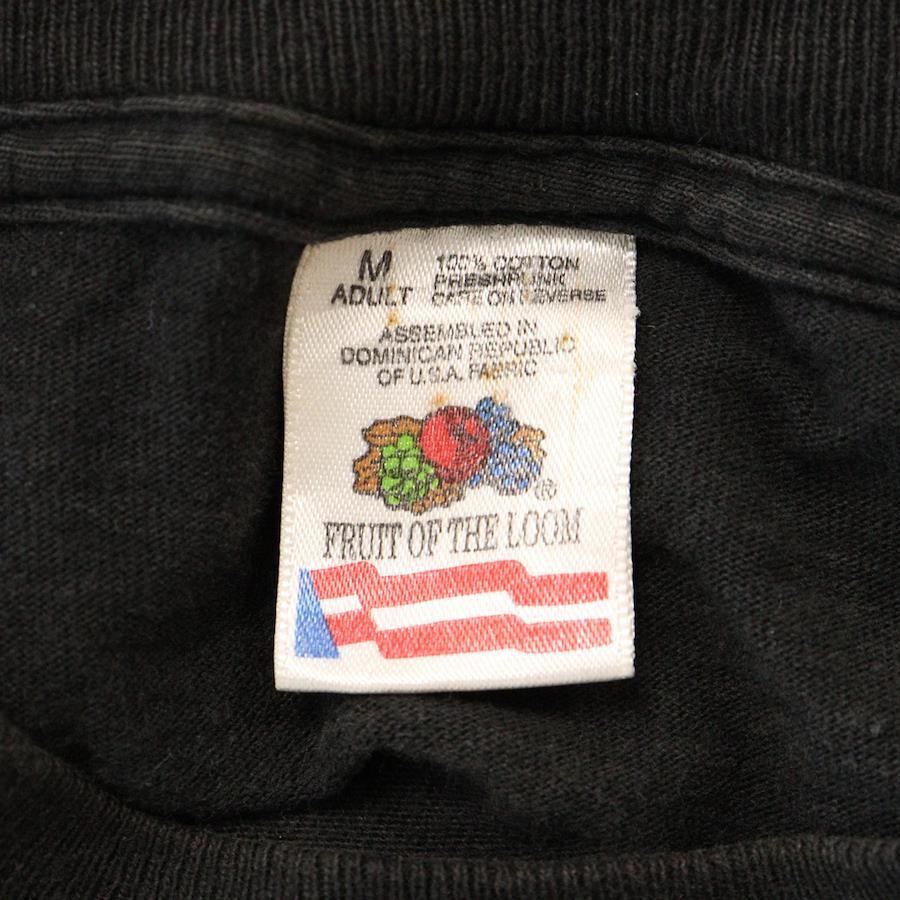 M
ADULT
100% COTTON
PRESHRUNK
CARE ON REVERSE
ASSEMBLED IN
DOMINICAN REPUBLIC
OF U.S.A. FABRIC
®
FRUIT OF THE LOOM